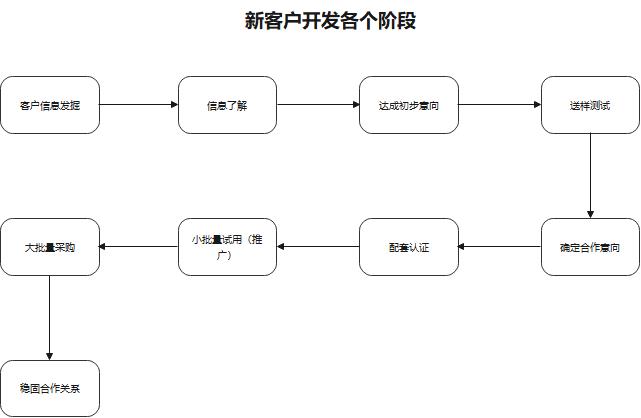 新客户开发各个阶段
客户信息发掘
信息了解
达成初步意向
送样测试
大批量采购
小批量试用（推
广）
配套认证
确定合作意向
稳固合作关系